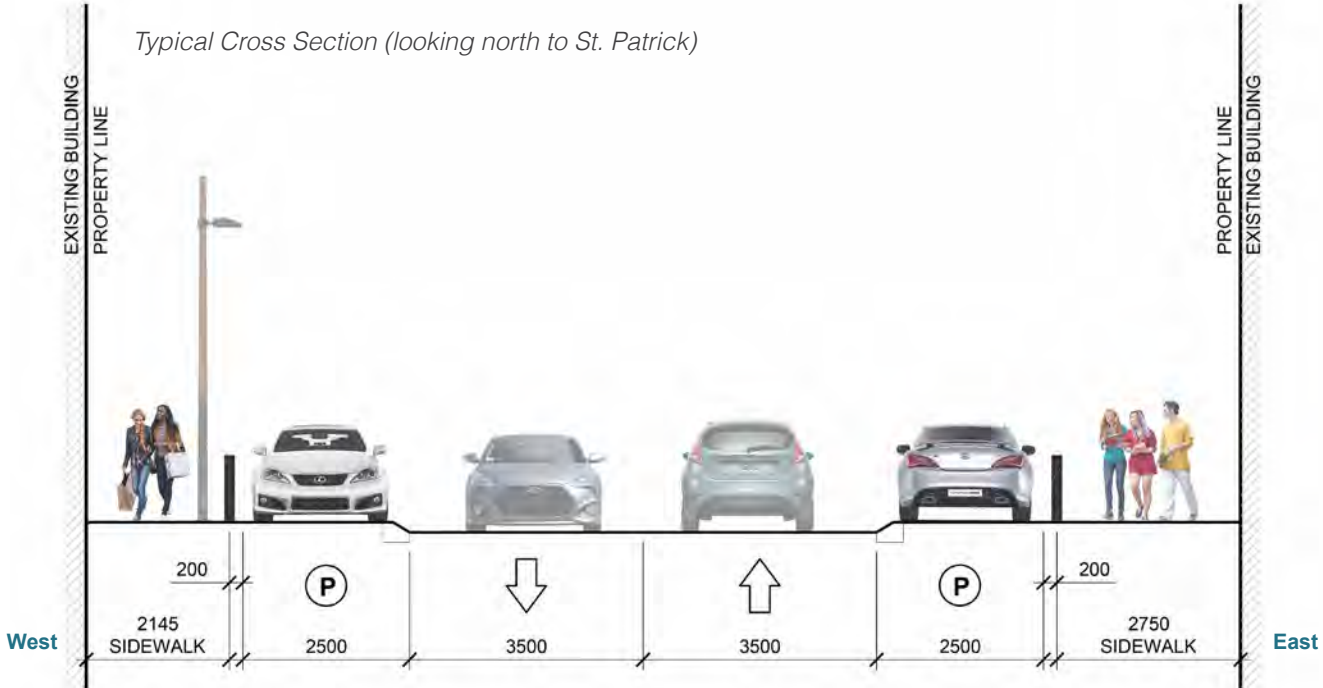 Typical Cross Section (looking north to St. Patrick)
EXISTING BUILDING
PROPERTY LINE
PROPERTY LINE
EXISTING BUILDING
200
P
P
200
West
2145
SIDEWALK
2500
3500
3500
2500
2750
SIDEWALK
East